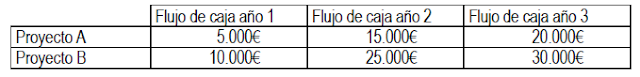 Flujo de caja año 1 Flujo de caja año 2 Flujo de caja año 3
Proyecto A 5.000€ 15.000€ 20.000€
Proyecto B 10.000€ 25.000€ 30.000€